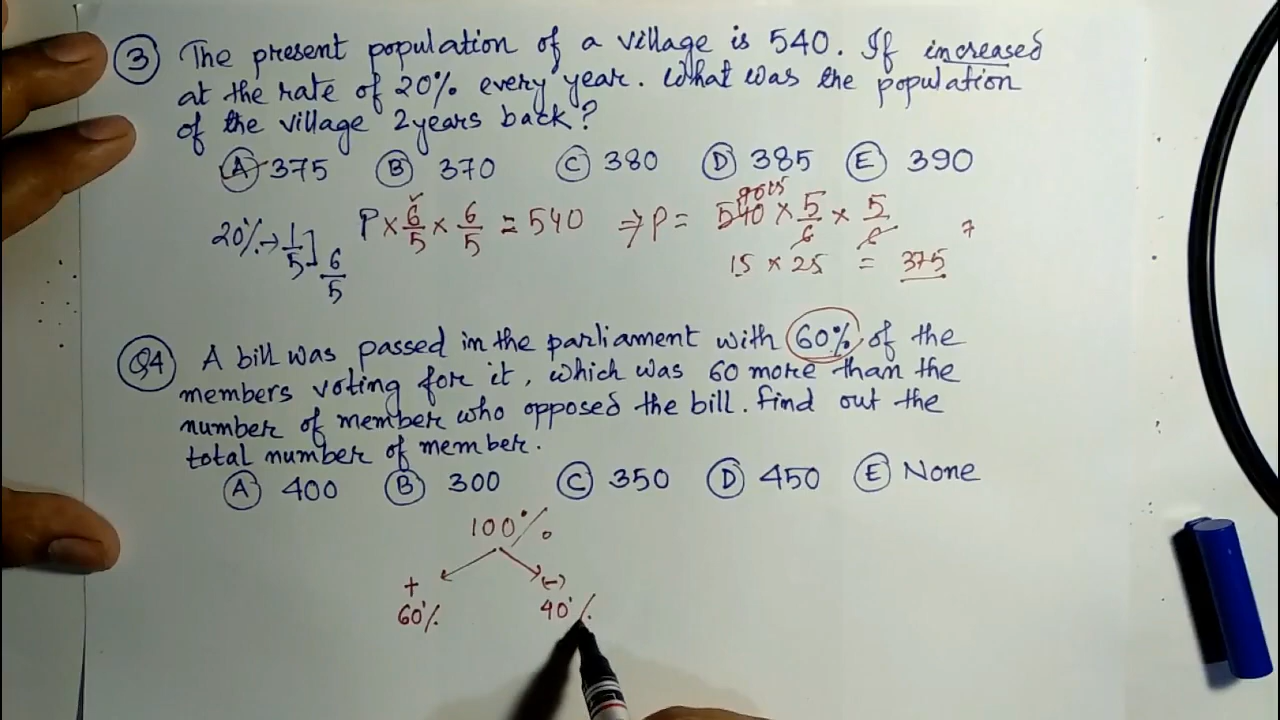 3 The present population of a village is 540. If increased
at the rate of 20% every year. What was the population
of the village 2 years back?
A 375 B 370 C 380 D 385 E 390
20% → 1/5] 6/5 P × 6/5 × 6/5 = 540 ⇒ P = 540 × 5/6 × 5/6
15 × 25 = 375
Q4 A bill was passed in the parliament with 60% of the
members voting for it, which was 60 more than the
number of member who opposed the bill. Find out the
total number of member.
A 400 B 300 C 350 D 450 E None
100%
+ (-)
60% 40%